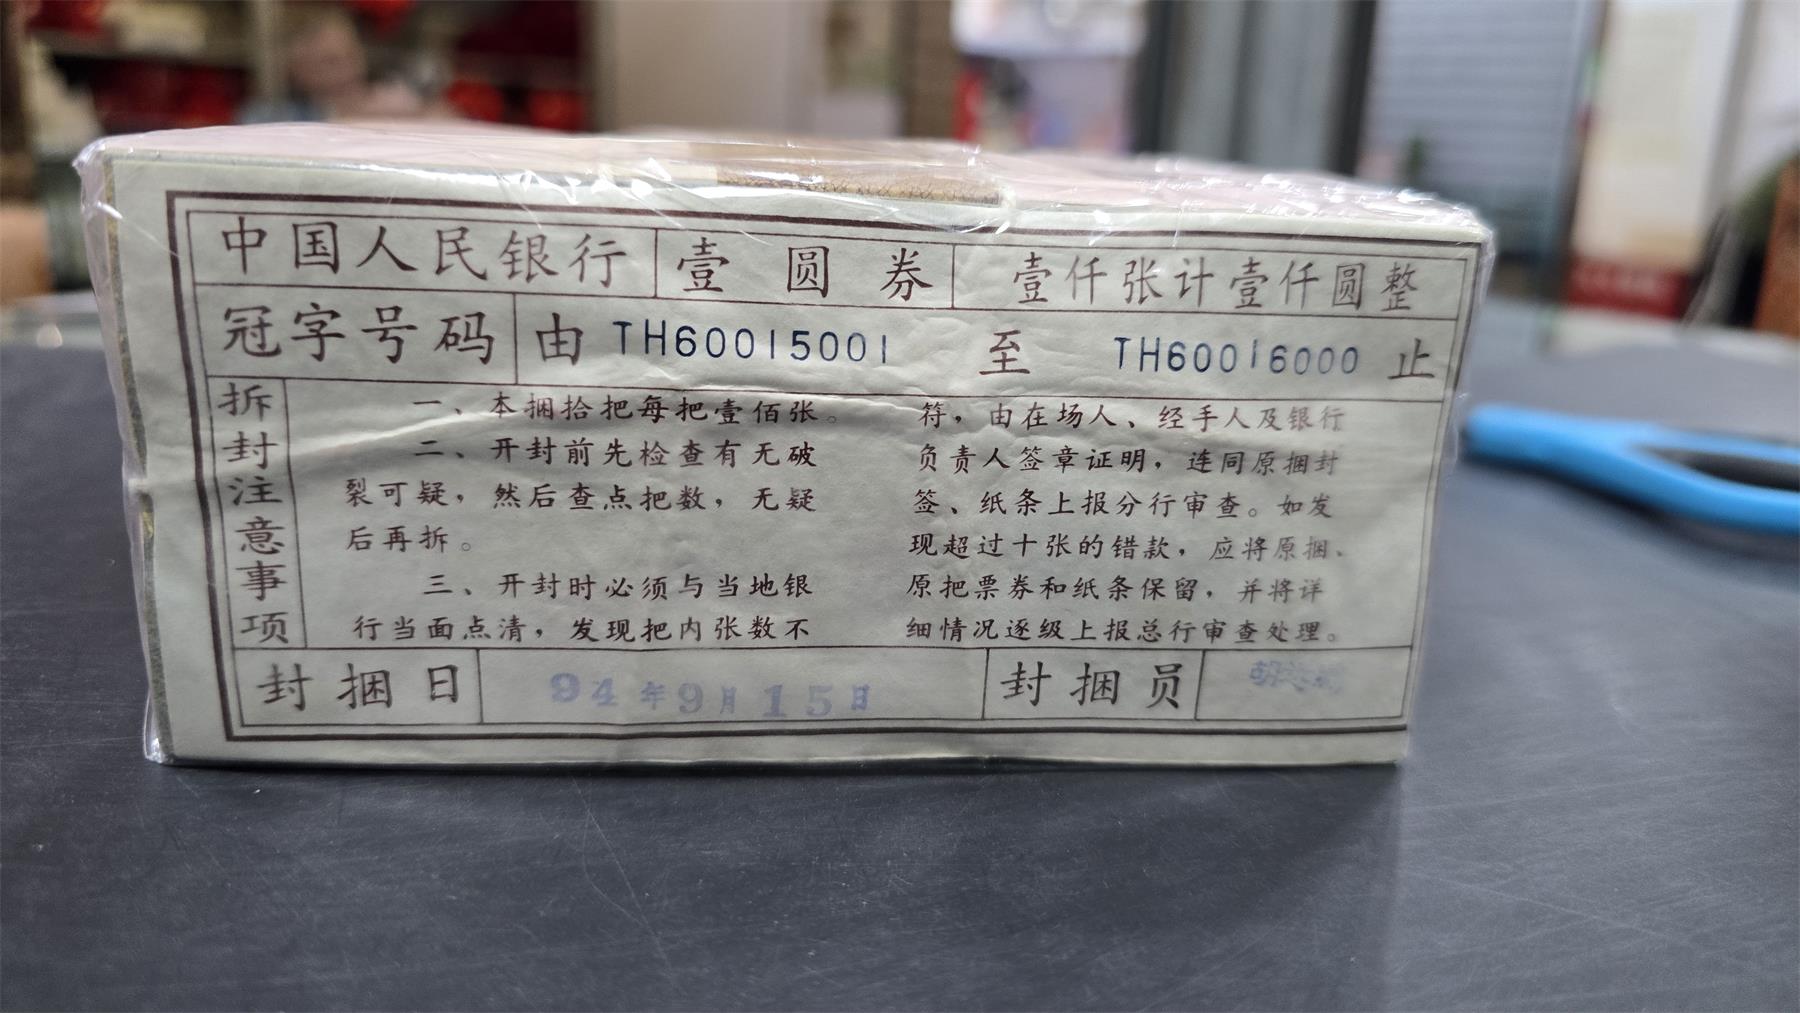 中国人民银行 壹圆券 壹仟张计壹仟圆整
冠字号码 由 TH60015001 至 TH60016000 止
拆封注意事项
一、本捆拾把每把壹佰张。
二、开封前先检查有无破
裂可疑，然后查点把数，无疑
后再拆。
三、开封时必须与当地银
行当面点清，发现把内张数不
符，由在场人、经手人及银行
负责人签章证明，连同原捆封
签、纸条上报分行审查。如发
现超过十张的错款，应将原捆、
原把票券和纸条保留，并将详
细情况逐级上报总行审查处理。
封捆日 94年9月15日 封捆员 胡